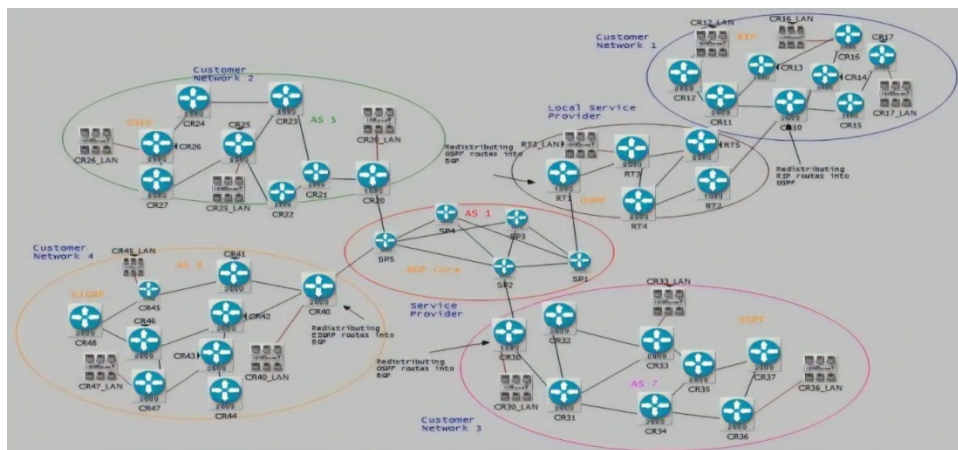 Customer
Network 2
OSPF
CR24
CR25
CR23
AS 5
CR26
CR26_LAN
CR27
CR25_LAN
CR22
CR21
CR20_LAN
CR20
Customer
Network 1
RIP
CR12_LAN
CR16_LAN
CR17
CR16
CR13
CR14
CR12
CR11
CR10
CR15
CR17_LAN
Local Service
Provider
RT3_LAN
RT5
RT3
RT1
OSPF
RT4
RT2
Redistributing
OSPF routes into
BGP
Redistributing
RIP routes into
OSPF
AS 1
SP4
SP3
SP5
BGP Core
SP2
SP1
Service
Provider
Customer
Network 4
CR45_LAN
AS 9
CR41
EIGRP
CR45
CR40
CR48
CR46
CR42
CR43
CR47_LAN
CR40_LAN
CR47
CR44
Redistributing
EIGRP routes into
BGP
Redistributing
OSPF routes into
BGP
CR33_LAN
OSPF
CR30
CR32
CR33
CR37
CR35
AS 7
CR30_LAN
CR31
CR34
CR36
CR36_LAN
Customer
Network 3